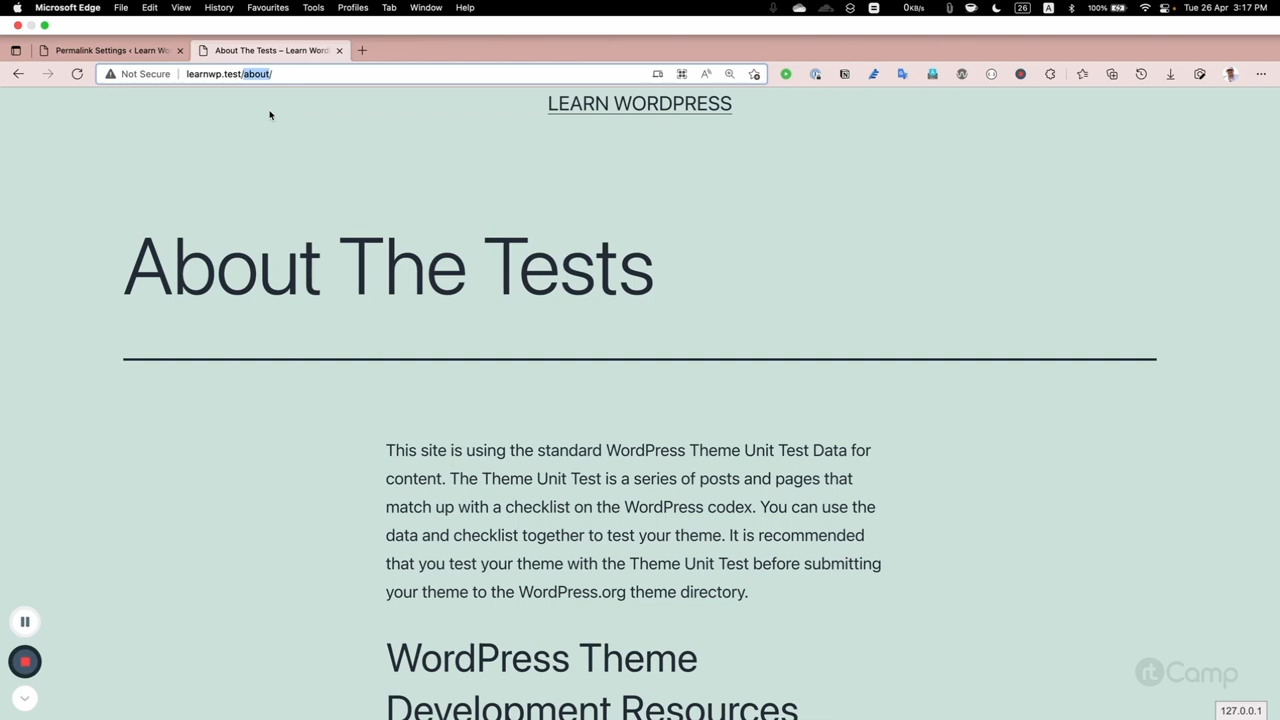 Microsoft Edge File Edit View History Favourites Tools Profiles Tab Window Help 0KB/s 26 A 100% Tue 26 Apr 3:17 PM
Permalink Settings ‹ Learn Wo
About The Tests – Learn Word
Not Secure learnwp.test/about/
LEARN WORDPRESS
About The Tests
This site is using the standard WordPress Theme Unit Test Data for
content. The Theme Unit Test is a series of posts and pages that
match up with a checklist on the WordPress codex. You can use the
data and checklist together to test your theme. It is recommended
that you test your theme with the Theme Unit Test before submitting
your theme to the WordPress.org theme directory.
WordPress Theme
Development Resources
rtCamp
127.0.0.1